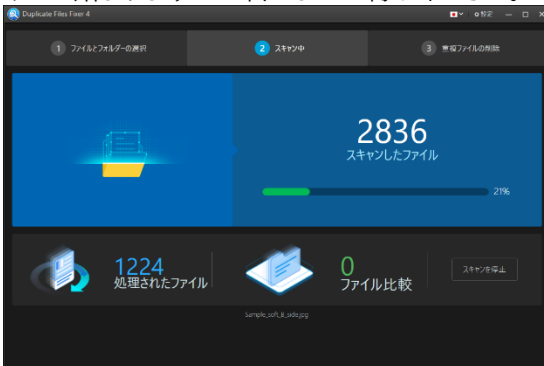 Duplicate Files Fixer 4
設定
1 ファイルとフォルダーの選択
2 スキャン中
3 重複ファイルの削除
2836
スキャンしたファイル
21%
1224
処理されたファイル
0
ファイル比較
スキャンを停止
Sample_soft_B_side.jpg